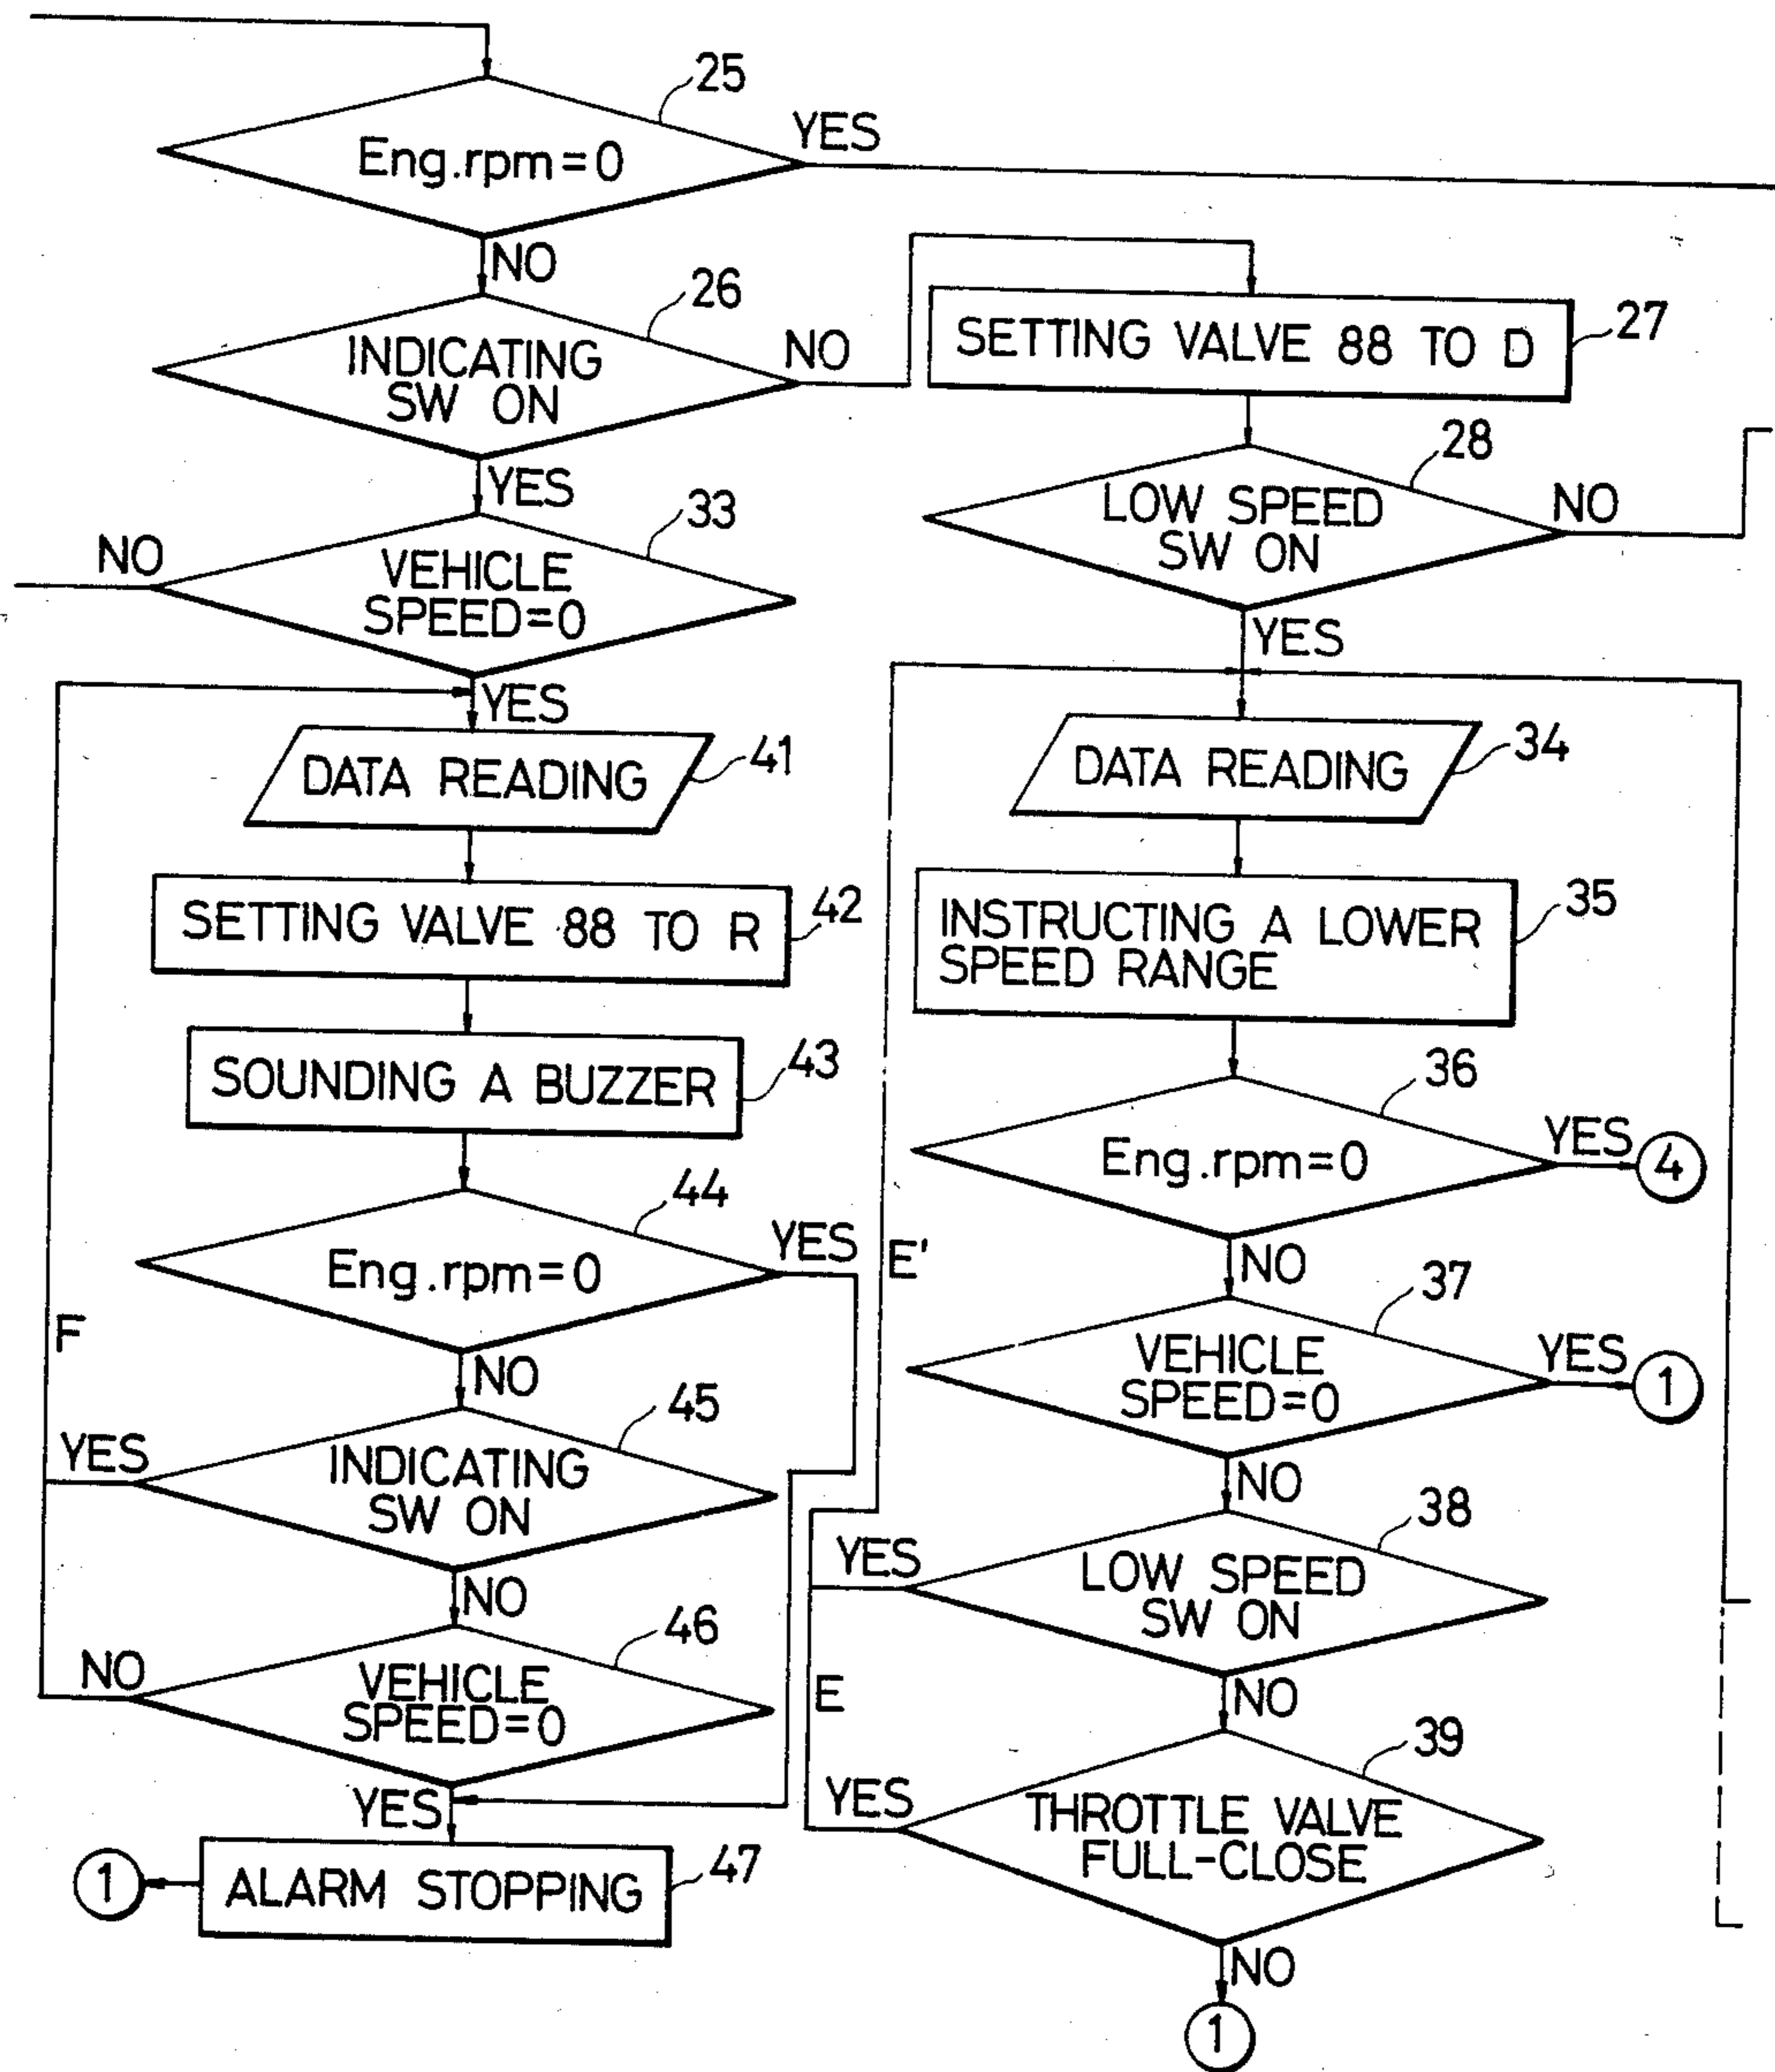 25
YES
Eng.rpm=0
NO
26
INDICATING
SW ON
NO
SETTING VALVE 88 TO D
27
28
LOW SPEED
SW ON
NO
YES
YES
33
NO
VEHICLE
SPEED=0
YES
DATA READING
41
SETTING VALVE 88 TO R
42
SOUNDING A BUZZER
43
44
YES
Eng.rpm=0
NO
F
45
YES
INDICATING
SW ON
NO
46
NO
VEHICLE
SPEED=0
YES
ALARM STOPPING
47
1
DATA READING
34
INSTRUCTING A LOWER
SPEED RANGE
35
36
Eng.rpm=0
YES
4
E'
NO
37
VEHICLE
SPEED=0
YES
1
NO
38
YES
LOW SPEED
SW ON
E
NO
39
YES
THROTTLE VALVE
FULL-CLOSE
NO
1